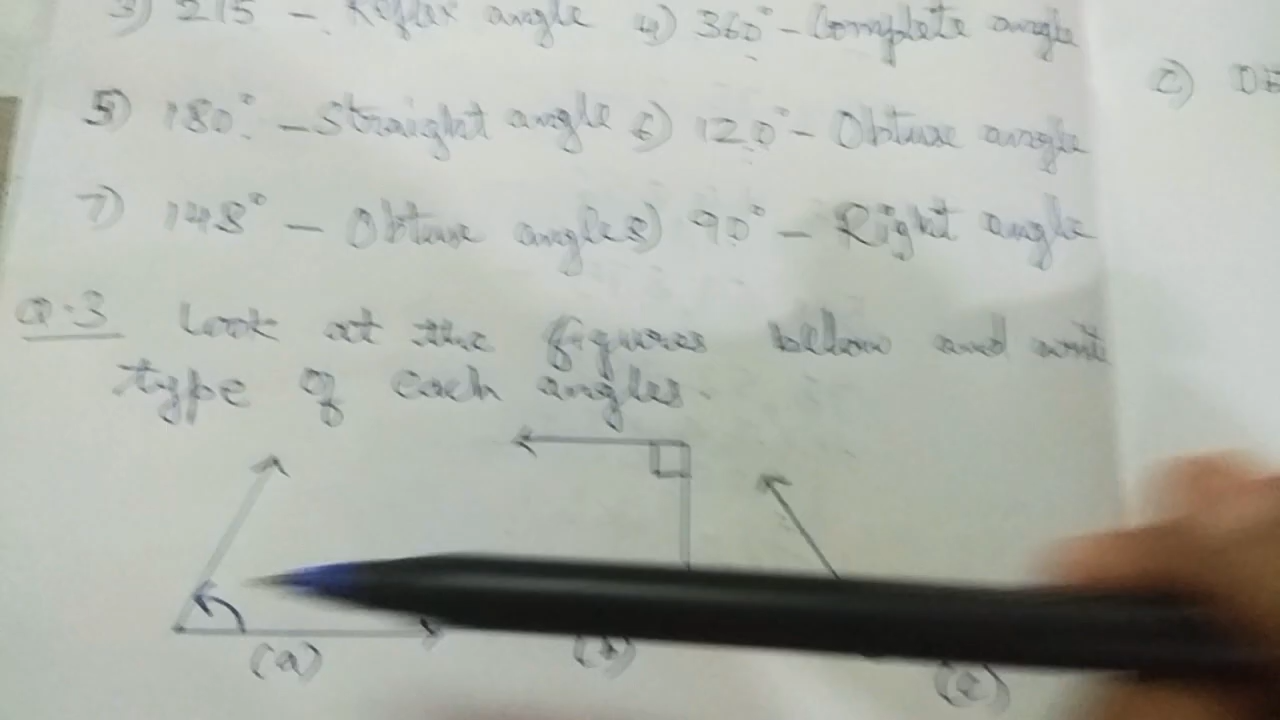 3) 215 - Reflex angle 4) 360° - Complete angle
5) 180° - Straight angle 6) 120° - Obtuse angle
7) 148° - Obtuse angle 8) 90° - Right angle
Q.3 Look at the figures below and write
type of each angles.
(a) (b) (c)
c)